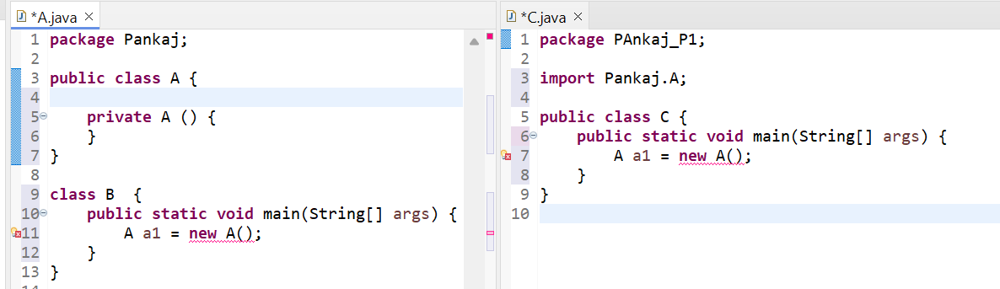 *A.java ×
1 package Pankaj;
2
3 public class A {
4
5 private A () {
6 }
7 }
8
9 class B  {
10 public static void main(String[] args) {
11 A a1 = new A();
12 }
13 }
*C.java ×
1 package PAnkaj_P1;
2
3 import Pankaj.A;
4
5 public class C {
6 public static void main(String[] args) {
7 A a1 = new A();
8 }
9 }
10